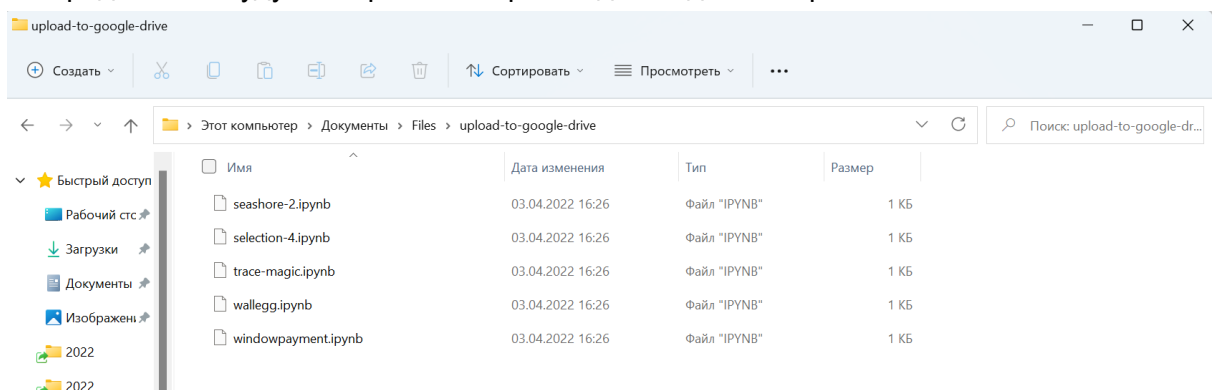 upload-to-google-drive
Создать
Сортировать
Просмотреть
Этот компьютер > Документы > Files > upload-to-google-drive
Поиск: upload-to-google-dr...
Быстрый доступ
Рабочий стс
Загрузки
Документы
Изображени
2022
2022
Имя Дата изменения Тип Размер
seashore-2.ipynb 03.04.2022 16:26 Файл "IPYNB" 1 КБ
selection-4.ipynb 03.04.2022 16:26 Файл "IPYNB" 1 КБ
trace-magic.ipynb 03.04.2022 16:26 Файл "IPYNB" 1 КБ
wallegg.ipynb 03.04.2022 16:26 Файл "IPYNB" 1 КБ
windowpayment.ipynb 03.04.2022 16:26 Файл "IPYNB" 1 КБ